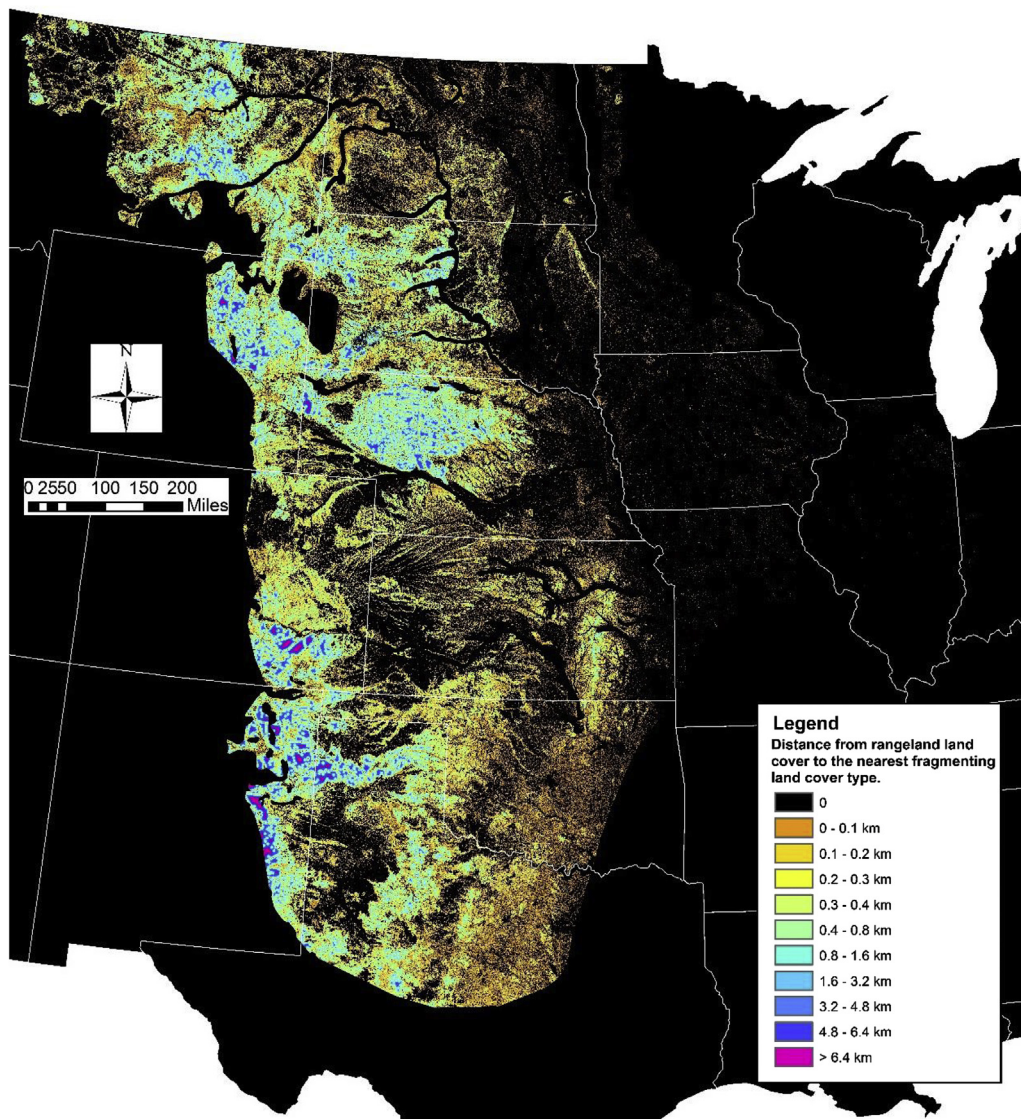 N
0 2550 100 150 200
Miles
Legend
Distance from rangeland land
cover to the nearest fragmenting
land cover type.
0
0 - 0.1 km
0.1 - 0.2 km
0.2 - 0.3 km
0.3 - 0.4 km
0.4 - 0.8 km
0.8 - 1.6 km
1.6 - 3.2 km
3.2 - 4.8 km
4.8 - 6.4 km
> 6.4 km